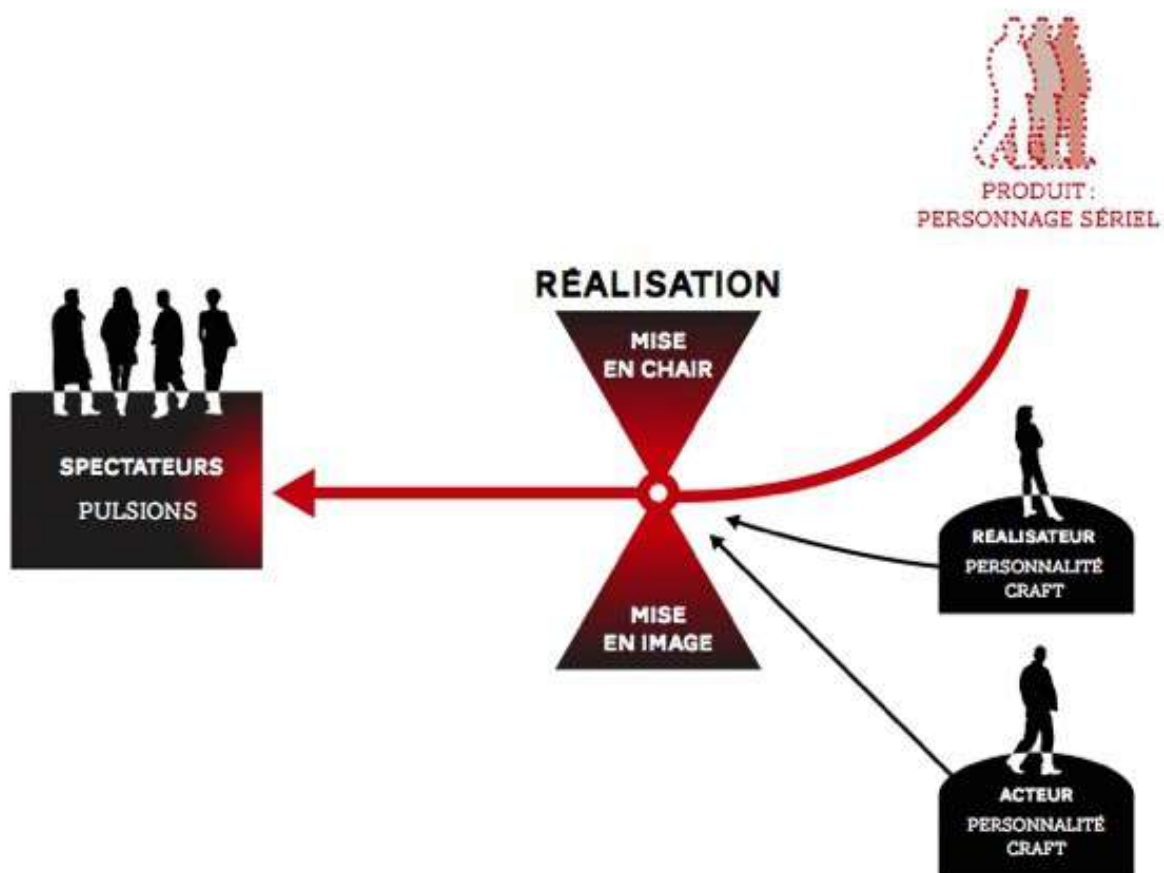 PRODUIT :
PERSONNAGE SÉRIEL
RÉALISATION
MISE
EN CHAIR
SPECTATEURS
PULSIONS
RÉALISATEUR
PERSONNALITÉ
CRAFT
MISE
EN IMAGE
ACTEUR
PERSONNALITÉ
CRAFT